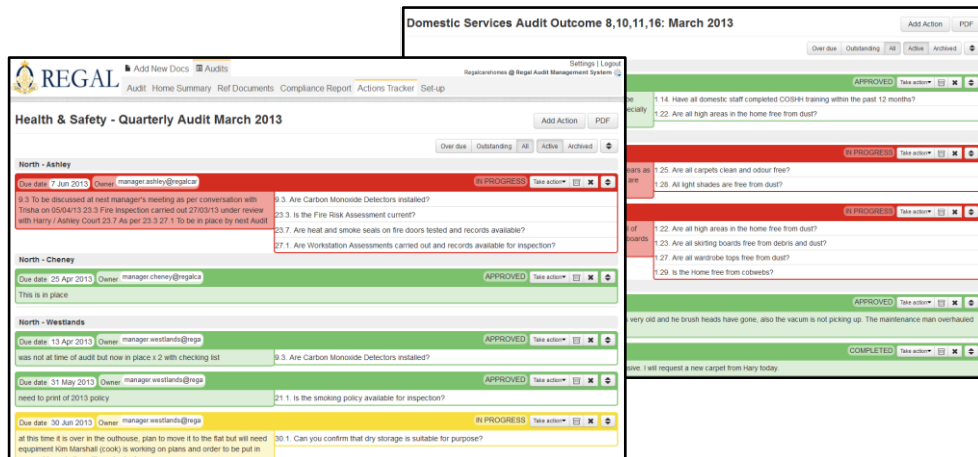 Domestic Services Audit Outcome 8,10,11,16: March 2013
Add Action PDF
Over due Outstanding All Active Archived
APPROVED Take action
be
1.14. Have all domestic staff completed COSHH training within the past 12 months?
ecialty
1.22. Are all high areas in the home free from dust?
IN PROGRESS Take action
ears as
1.25 Are all carpets clean and odour free?
are
1.26. All light shades are free from dust?
IN PROGRESS Take action
of
1.22. Are all high areas in the home free from dust?
boards
1.23. Are all skirting boards free from debris and dust?
1.27. Are all wardrobe tops free from dust?
1.29. Is the Home free from cobwebs?
APPROVED Take action
s very old and he brush heads have gone, also the vacum is not picking up. The maintenance man overhauled
COMPLETED Take action
sive. I will request a new carpet from Hary today.
REGAL
Add New Docs Audits
Settings | Logout
Regalcarehomes @ Regal Audit Management System
Audit Home Summary Ref Documents Compliance Report Actions Tracker Set-up
Health & Safety - Quarterly Audit March 2013
Add Action PDF
Over due Outstanding All Active Archived
North - Ashley
Due date 7 Jun 2013 Owner manager.ashley@regalcar IN PROGRESS Take action
9.3 To be discussed at next manager's meeting as per conversation with
Trisha on 05/04/13 23.3 Fire Inspection carried out 27/03/13 under review
with Harry / Ashley Court 23.7 As per 23.3 27.1 To be in place by next Audit
9.3. Are Carbon Monoxide Detectors installed?
23.3. Is the Fire Risk Assessment current?
23.7. Are heat and smoke seals on fire doors tested and records available?
27.1. Are Workstation Assessments carried out and records available for inspection?
North - Cheney
Due date 25 Apr 2013 Owner manager.cheney@regalca APPROVED Take action
This is in place
North - Westlands
Due date 13 Apr 2013 Owner manager.westlands@rega APPROVED Take action
was not at time of audit but now in place x 2 with checking list
9.3. Are Carbon Monoxide Detectors installed?
Due date 31 May 2013 Owner manager.westlands@rega APPROVED Take action
need to print of 2013 policy
21.1. Is the smoking policy available for inspection?
Due date 30 Jun 2013 Owner manager.westlands@rega IN PROGRESS Take action
at this time it is over in the outhouse, plan to move it to the flat but will need
equpiment Kim Marshall (cook) is working on plans and order to be put in
30.1. Can you confirm that dry storage is suitable for purpose?